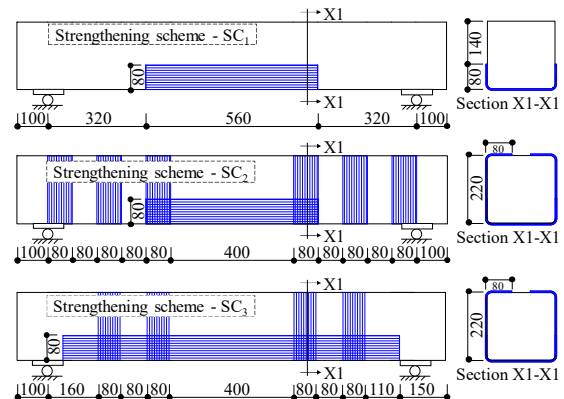 X1
Strengthening scheme - SC1
80
X1
100 320 560 320 100
140
80
Section X1-X1
X1
Strengthening scheme - SC2
80
X1
100 80 80 80 80 80 400 80 80 80 80 80 100
80
220
Section X1-X1
X1
Strengthening scheme - SC3
80
X1
100 160 80 80 80 400 80 80 80 110 150
80
220
Section X1-X1